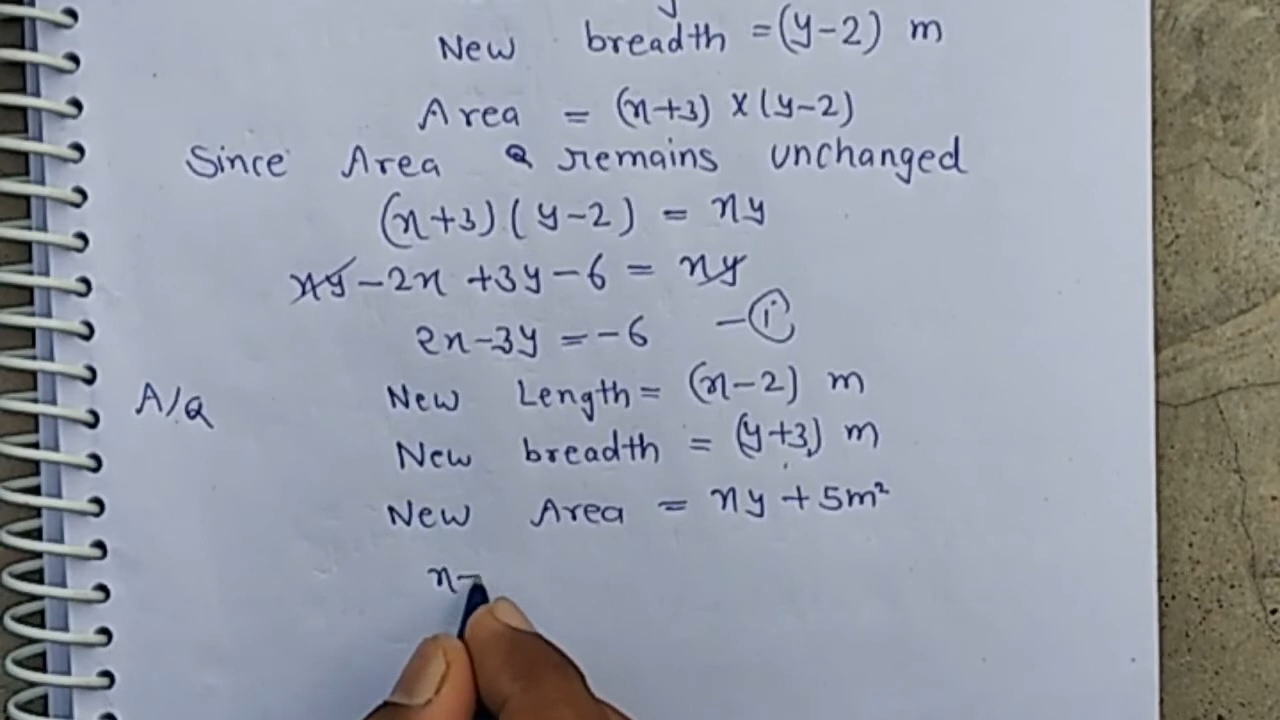 New breadth = (y-2) m
Area = (x+3) × (y-2)
Since Area remains unchanged
(x+3) (y-2) = xy
xy - 2x + 3y - 6 = xy
2x - 3y = -6 - (i)
A/Q New Length = (x-2) m
New breadth = (y+3) m
New Area = xy + 5m²
x-